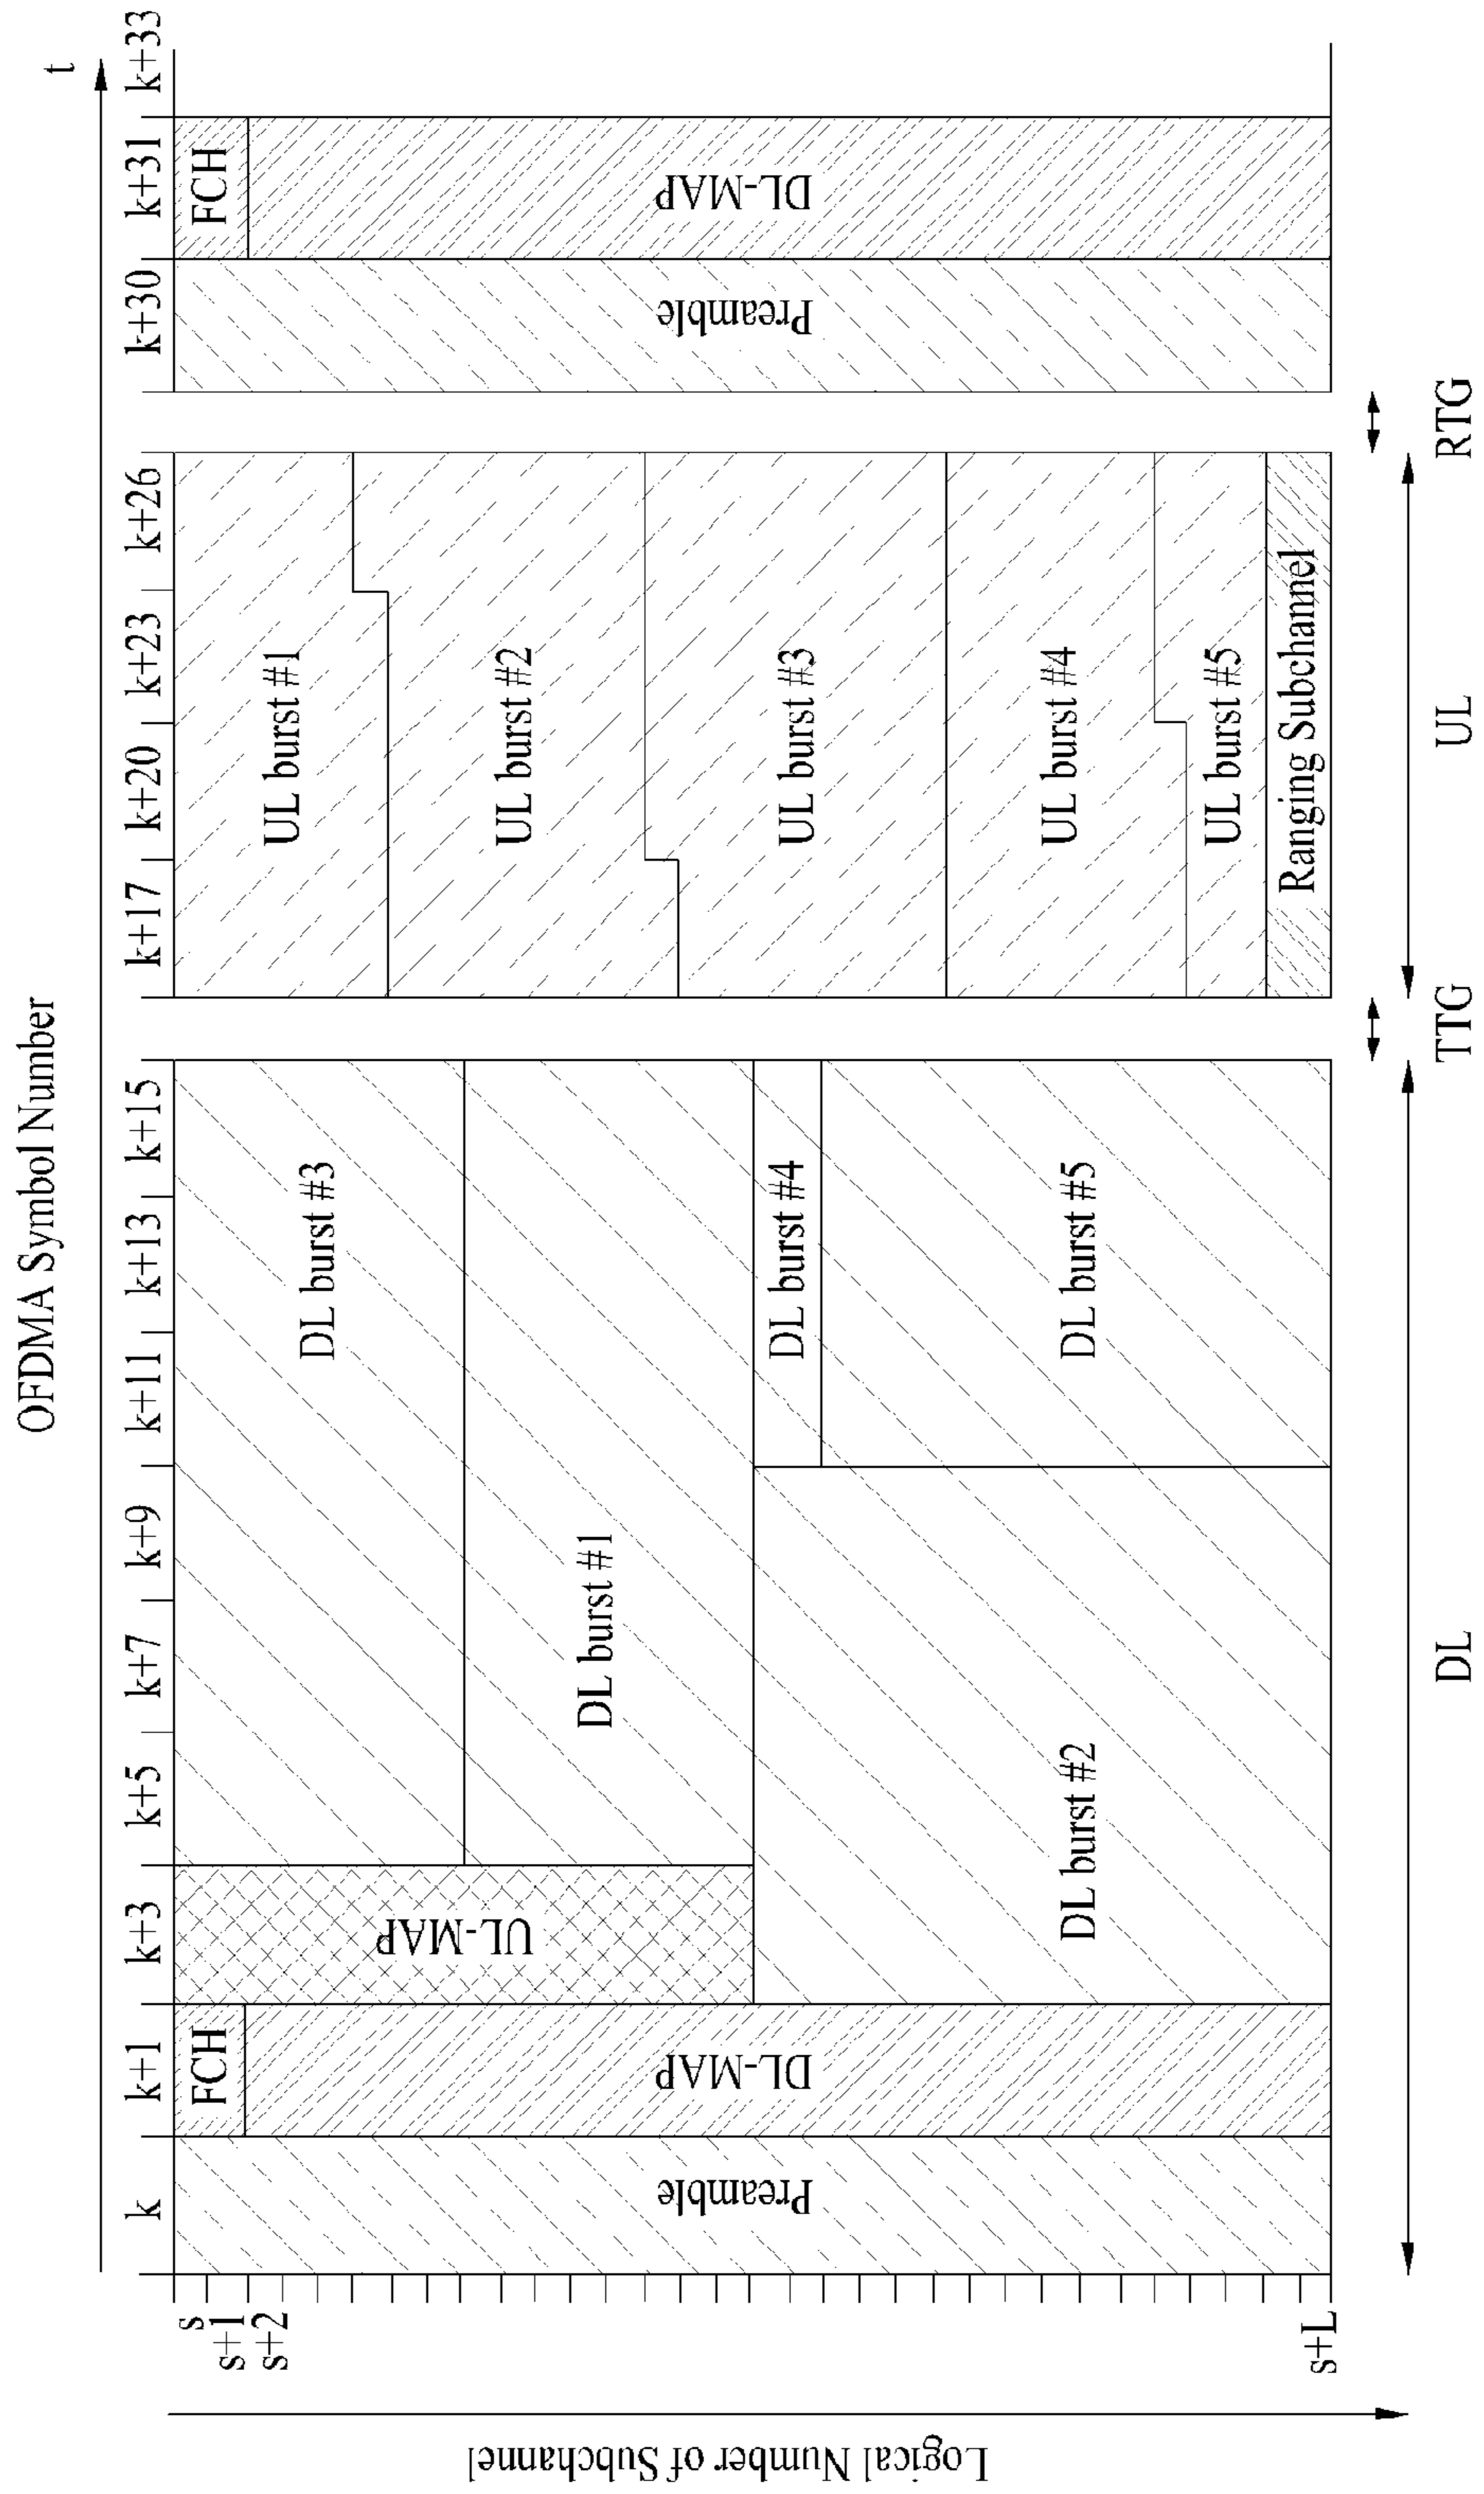 OFDMA Symbol Number
t
k
k+1
k+3
k+5
k+7
k+9
k+11
k+13
k+15
k+17
k+20
k+23
k+26
k+30
k+31
k+33
Logical Number of Subchannel
s
s+1
s+2
s+L
Preamble
FCH
DL-MAP
UL-MAP
DL burst #3
DL burst #1
DL burst #2
DL burst #4
DL burst #5
UL burst #1
UL burst #2
UL burst #3
UL burst #4
UL burst #5
Ranging Subchannel
Preamble
FCH
DL-MAP
DL
TTG
UL
RTG